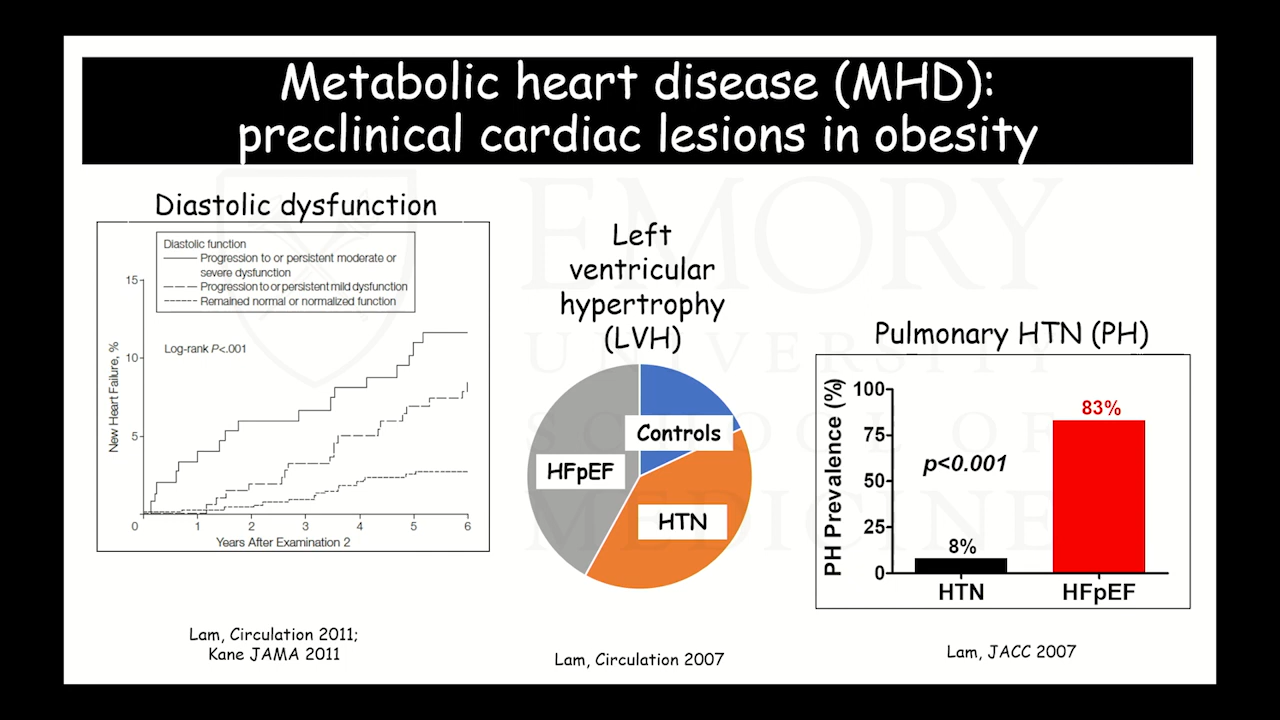 Metabolic heart disease (MHD):
preclinical cardiac lesions in obesity
EMORY
UNIVERSITY
SCHOOL OF
MEDICINE
Diastolic dysfunction
Diastolic function
Progression to or persistent moderate or
severe dysfunction
Progression to or persistent mild dysfunction
Remained normal or normalized function
Log-rank P<.001
New Heart Failure, %
15
10
5
0
1
2
3
4
5
6
Years After Examination 2
Lam, Circulation 2011;
Kane JAMA 2011
Left
ventricular
hypertrophy
(LVH)
Controls
HFpEF
HTN
Lam, Circulation 2007
Pulmonary HTN (PH)
PH Prevalence (%)
100
75
50
25
0
p<0.001
8%
83%
HTN
HFpEF
Lam, JACC 2007